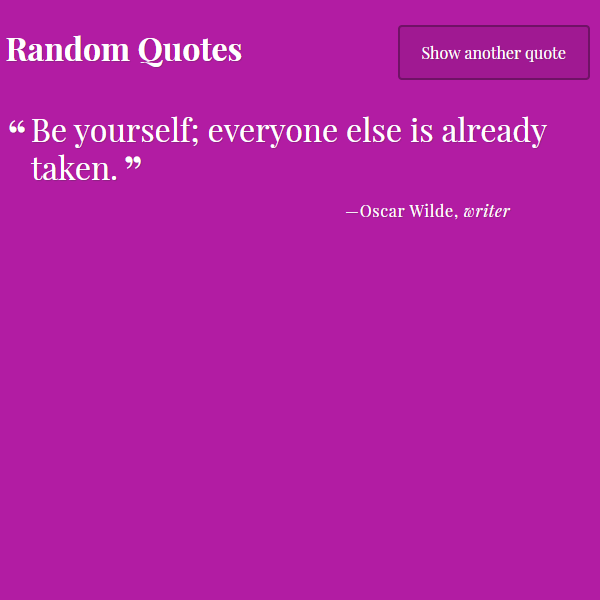 Random Quotes
Show another quote
“Be yourself; everyone else is already
taken.”
—Oscar Wilde, writer